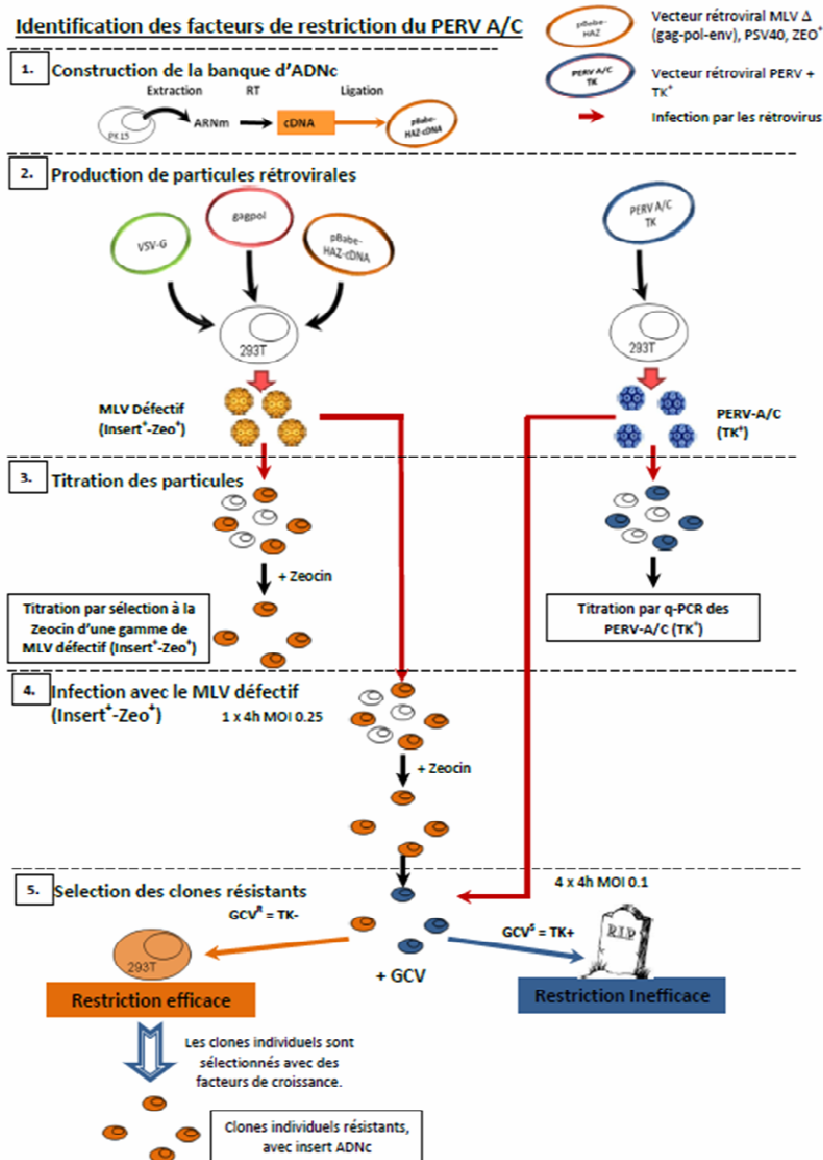 Identification des facteurs de restriction du PERV A/C
pBabe-
HAZ
Vecteur rétroviral MLV Δ
(gag-pol-env), PSV40, ZEO⁺
PERV A/C
TK
Vecteur rétroviral PERV +
TK⁺
Infection par les rétrovirus
1. Construction de la banque d'ADNc
Extraction RT Ligation
PK15 ARNm cDNA pBabe-
HAZ-cDNA
2. Production de particules rétrovirales
VSV-G
gagpol
pBabe-
HAZ-cDNA
PERV A/C
TK
293T
293T
MLV Défectif
(Insert⁺-Zeo⁺)
PERV-A/C
(TK⁺)
3. Titration des particules
+ Zeocin
Titration par sélection à la
Zeocin d'une gamme de
MLV défectif (Insert⁺-Zeo⁺)
Titration par q-PCR des
PERV-A/C (TK⁺)
4. Infection avec le MLV défectif
(Insert⁺-Zeo⁺) 1 x 4h MOI 0.25
+ Zeocin
5. Selection des clones résistants
4 x 4h MOI 0.1
GCVᴿ = TK-
GCVˢ = TK+
293T
R.I.P
+ GCV
Restriction efficace
Restriction Inefficace
Les clones individuels sont
sélectionnés avec des
facteurs de croissance.
Clones individuels résistants,
avec insert ADNc